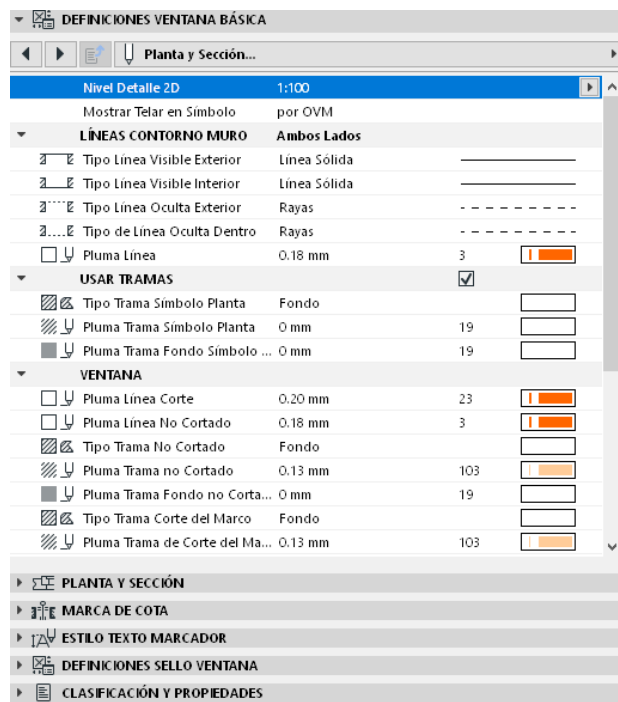 DEFINICIONES VENTANA BÁSICA
Planta y Sección...
Nivel Detalle 2D 1:100
Mostrar Telar en Símbolo por OVM
LÍNEAS CONTORNO MURO Ambos Lados
Tipo Línea Visible Exterior Línea Sólida
Tipo Línea Visible Interior Línea Sólida
Tipo Línea Oculta Exterior Rayas
Tipo de Línea Oculta Dentro Rayas
Pluma Línea 0.18 mm 3
USAR TRAMAS
Tipo Trama Símbolo Planta Fondo
Pluma Trama Símbolo Planta 0 mm 19
Pluma Trama Fondo Símbolo ... 0 mm 19
VENTANA
Pluma Línea Corte 0.20 mm 23
Pluma Línea No Cortado 0.18 mm 3
Tipo Trama No Cortado Fondo
Pluma Trama no Cortado 0.13 mm 103
Pluma Trama Fondo no Corta... 0 mm 19
Tipo Trama Corte del Marco Fondo
Pluma Trama de Corte del Ma... 0.13 mm 103
PLANTA Y SECCIÓN
MARCA DE COTA
ESTILO TEXTO MARCADOR
DEFINICIONES SELLO VENTANA
CLASIFICACIÓN Y PROPIEDADES